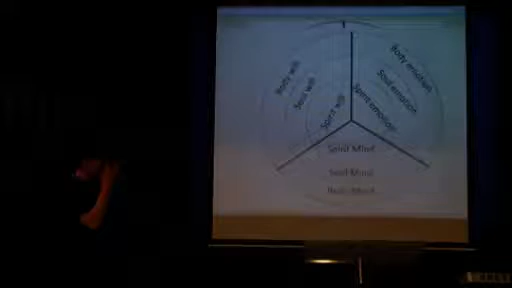 Body will
Soul will
Spirit will
Body emotion
Soul emotion
Spirit emotion
Spirit Mind
Soul Mind
Body Mind